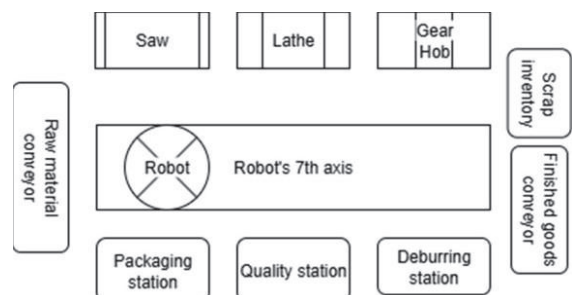 Saw
Lathe
Gear
Hob
Scrap
inventory
Raw material
conveyor
Robot
Robot's 7th axis
Finished goods
conveyor
Packaging
station
Quality station
Deburring
station